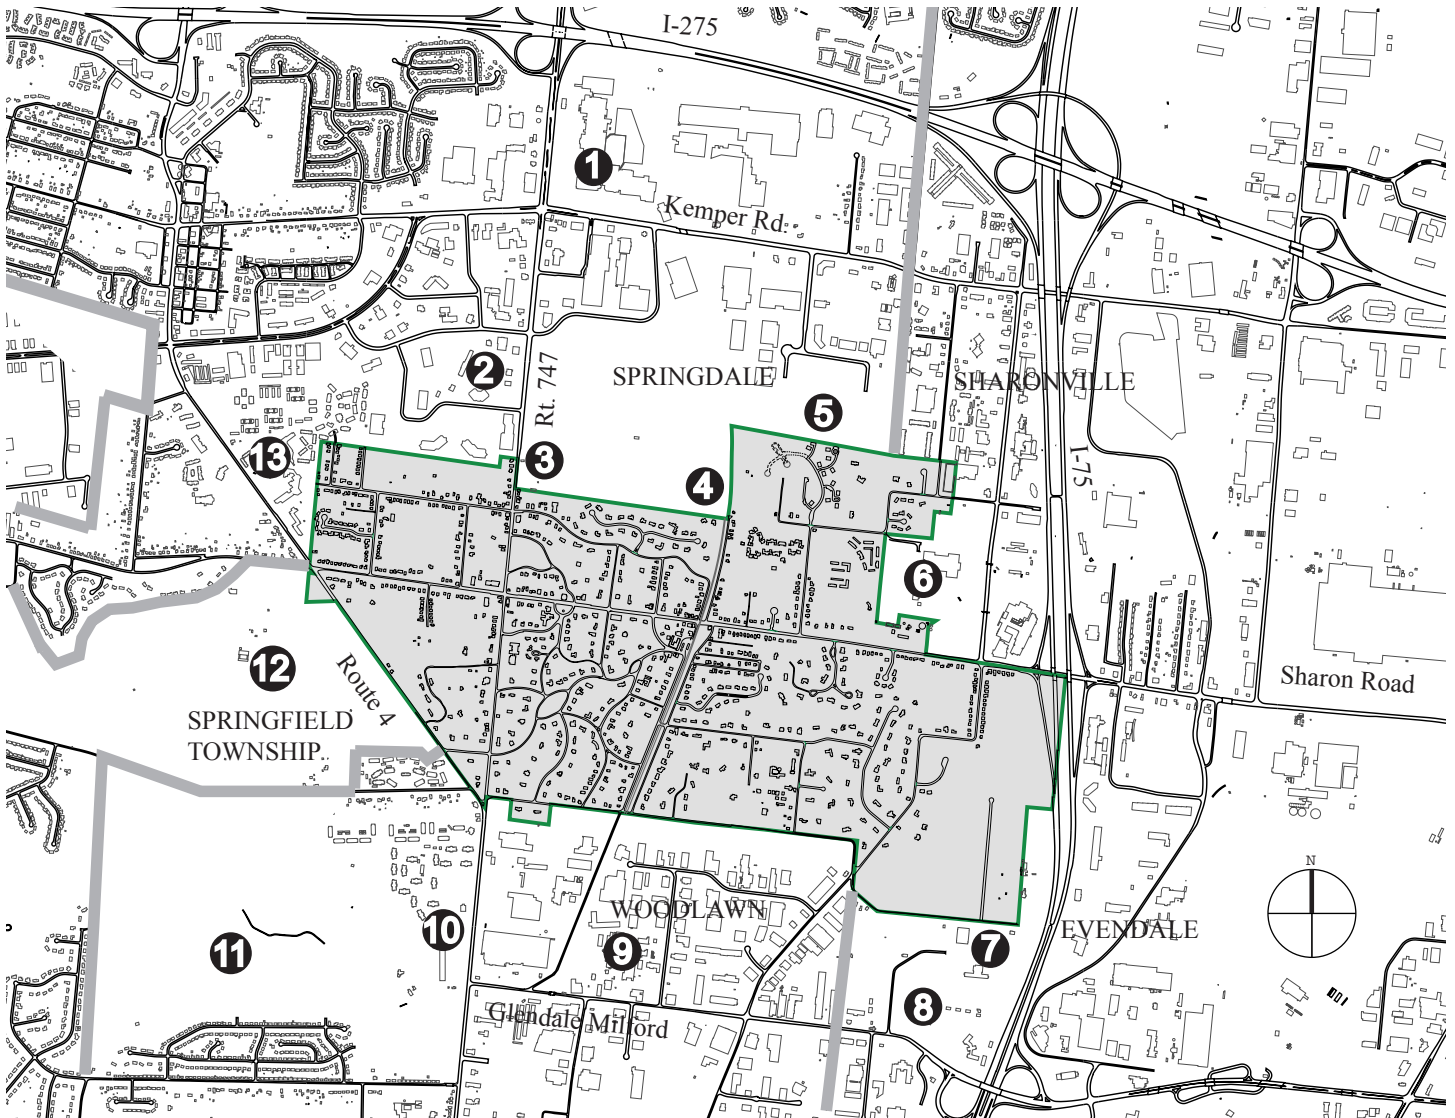 I-275
1
Kemper Rd.
2
Rt. 747
SPRINGDALE
SHARONVILLE
5
13
3
4
I-75
6
12
Route 4
Sharon Road
SPRINGFIELD
TOWNSHIP
N
WOODLAWN
10
9
11
7
EVENDALE
8
Glendale Milford